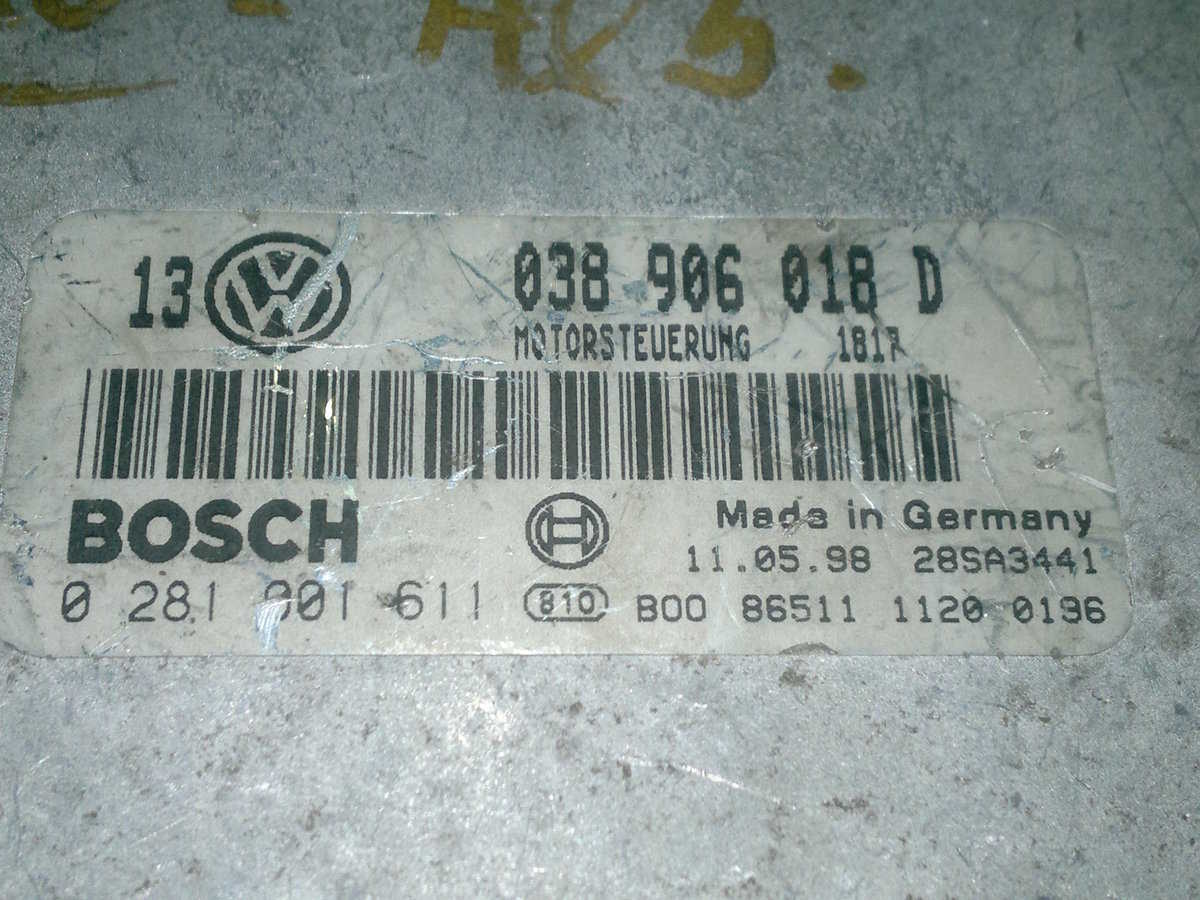 13 VW 038 906 018 D
MOTORSTEUERUNG 1817
BOSCH
Made in Germany
11.05.98 28SA3441
0 281 001 611 810 B00 86511 1120 0196